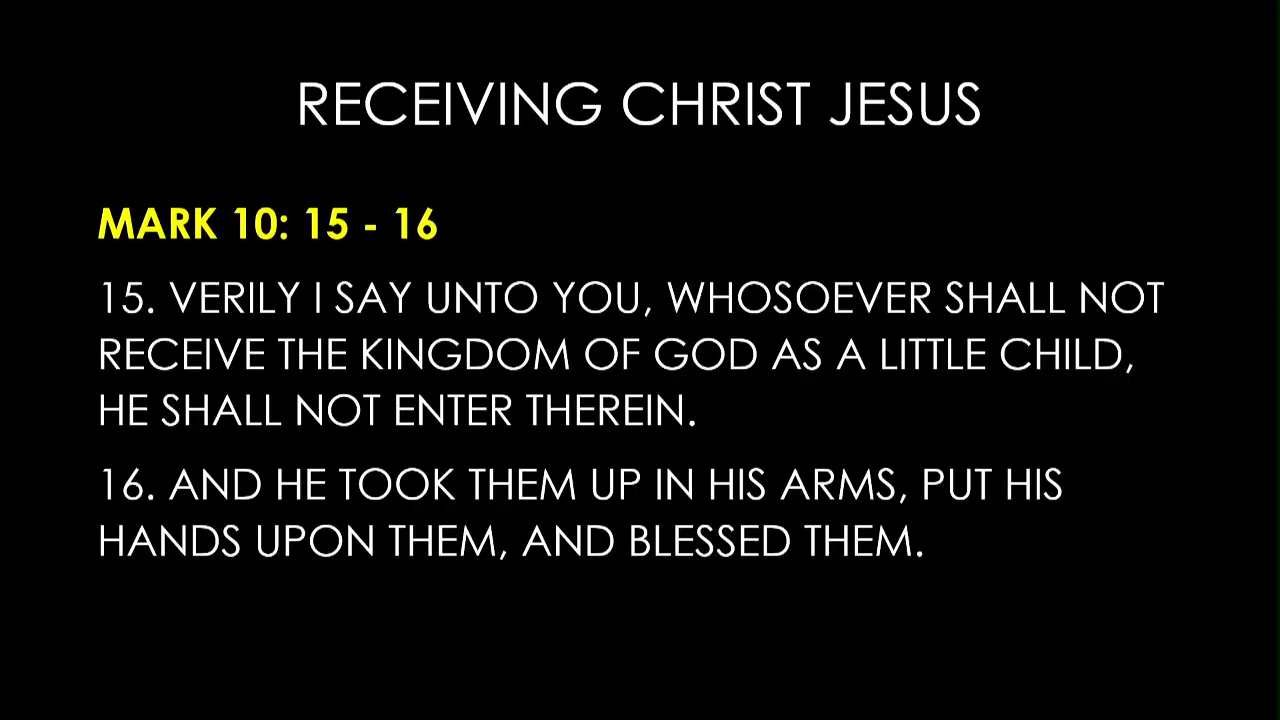 RECEIVING CHRIST JESUS
MARK 10: 15 - 16
15. VERILY I SAY UNTO YOU, WHOSOEVER SHALL NOT
RECEIVE THE KINGDOM OF GOD AS A LITTLE CHILD,
HE SHALL NOT ENTER THEREIN.
16. AND HE TOOK THEM UP IN HIS ARMS, PUT HIS
HANDS UPON THEM, AND BLESSED THEM.